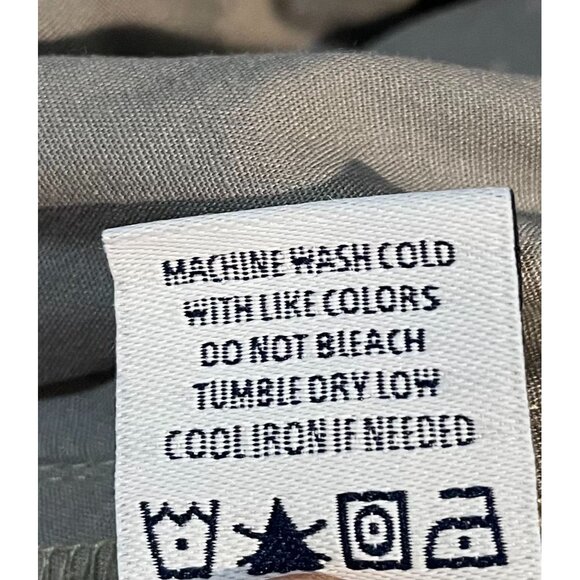 MACHINE WASH COLD
WITH LIKE COLORS
DO NOT BLEACH
TUMBLE DRY LOW
COOL IRON IF NEEDED